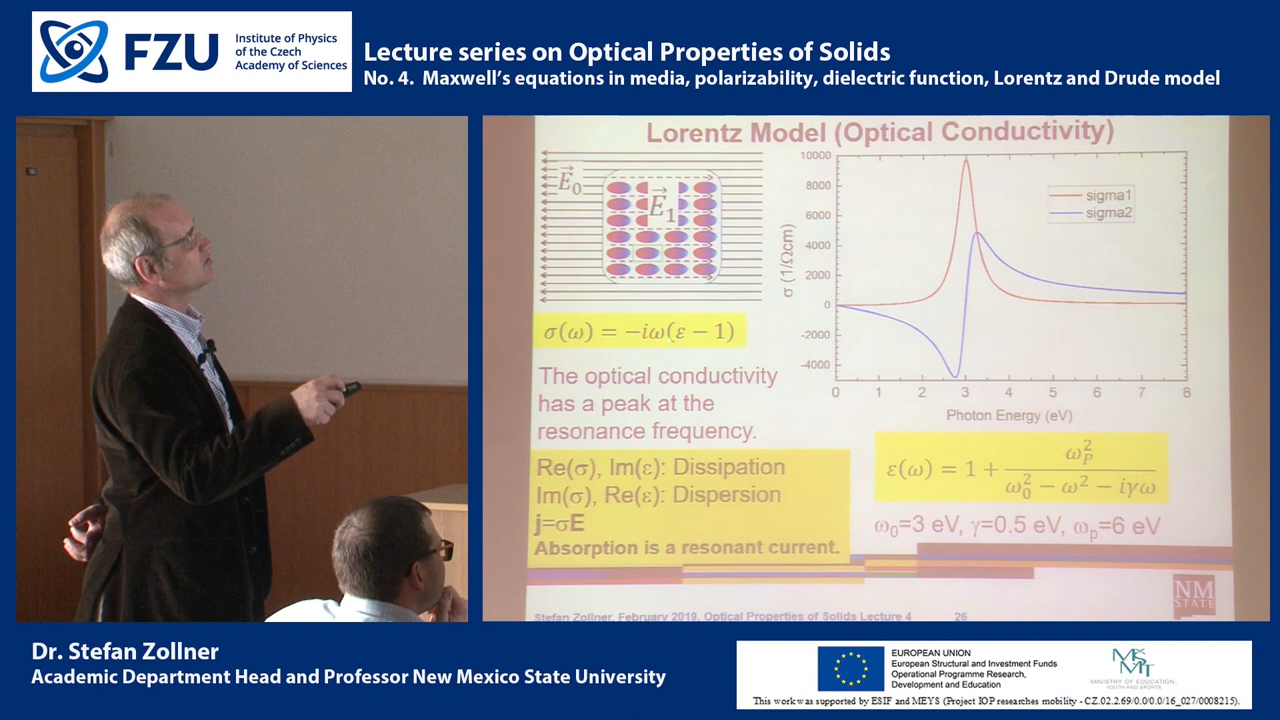 FZU
Institute of Physics
of the Czech
Academy of Sciences
Lecture series on Optical Properties of Solids
No. 4. Maxwell's equations in media, polarizability, dielectric function, Lorentz and Drude model
Lorentz Model (Optical Conductivity)
E⃗₀
E⃗₁
σ(ω) = −iω(ε − 1)
The optical conductivity
has a peak at the
resonance frequency.
Re(σ), Im(ε): Dissipation
Im(σ), Re(ε): Dispersion
j=σE
Absorption is a resonant current.
σ (1/Ωcm)
10000
8000
6000
4000
2000
0
-2000
-4000
sigma1
sigma2
0 1 2 3 4 5 6 7 8
Photon Energy (eV)
ε(ω) = 1 + ω_P² / (ω₀² − ω² − iγω)
ω₀=3 eV, γ=0.5 eV, ωₚ=6 eV
NM
STATE
Stefan Zollner, February 2019, Optical Properties of Solids Lecture 4 26
Dr. Stefan Zollner
Academic Department Head and Professor New Mexico State University
EUROPEAN UNION
European Structural and Investment Funds
Operational Programme Research,
Development and Education
MINISTRY OF EDUCATION,
YOUTH AND SPORTS
This work was supported by ESIF and MEYS (Project IOP researches mobility - CZ.02.2.69/0.0/0.0/16_027/0008215).